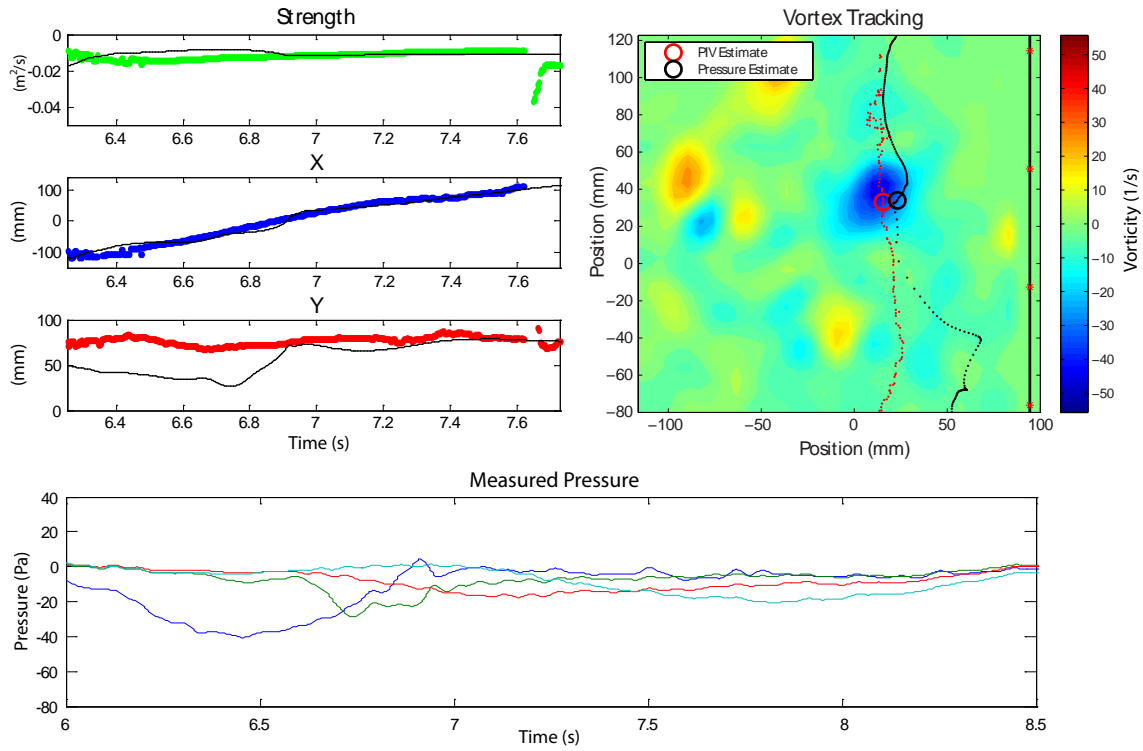 Strength
0
-0.02
-0.04
(m²/s)
6.4 6.6 6.8 7 7.2 7.4 7.6
X
100
0
-100
(mm)
6.4 6.6 6.8 7 7.2 7.4 7.6
Y
100
50
0
(mm)
6.4 6.6 6.8 7 7.2 7.4 7.6
Time (s)
Vortex Tracking
PIV Estimate
Pressure Estimate
120
100
80
60
40
20
0
−20
−40
−60
−80
Position (mm)
−100 −50 0 50 100
Position (mm)
50
40
30
20
10
0
−10
−20
−30
−40
−50
Vorticity (1/s)
Measured Pressure
40
20
0
-20
-40
-60
-80
Pressure (Pa)
6 6.5 7 7.5 8 8.5
Time (s)